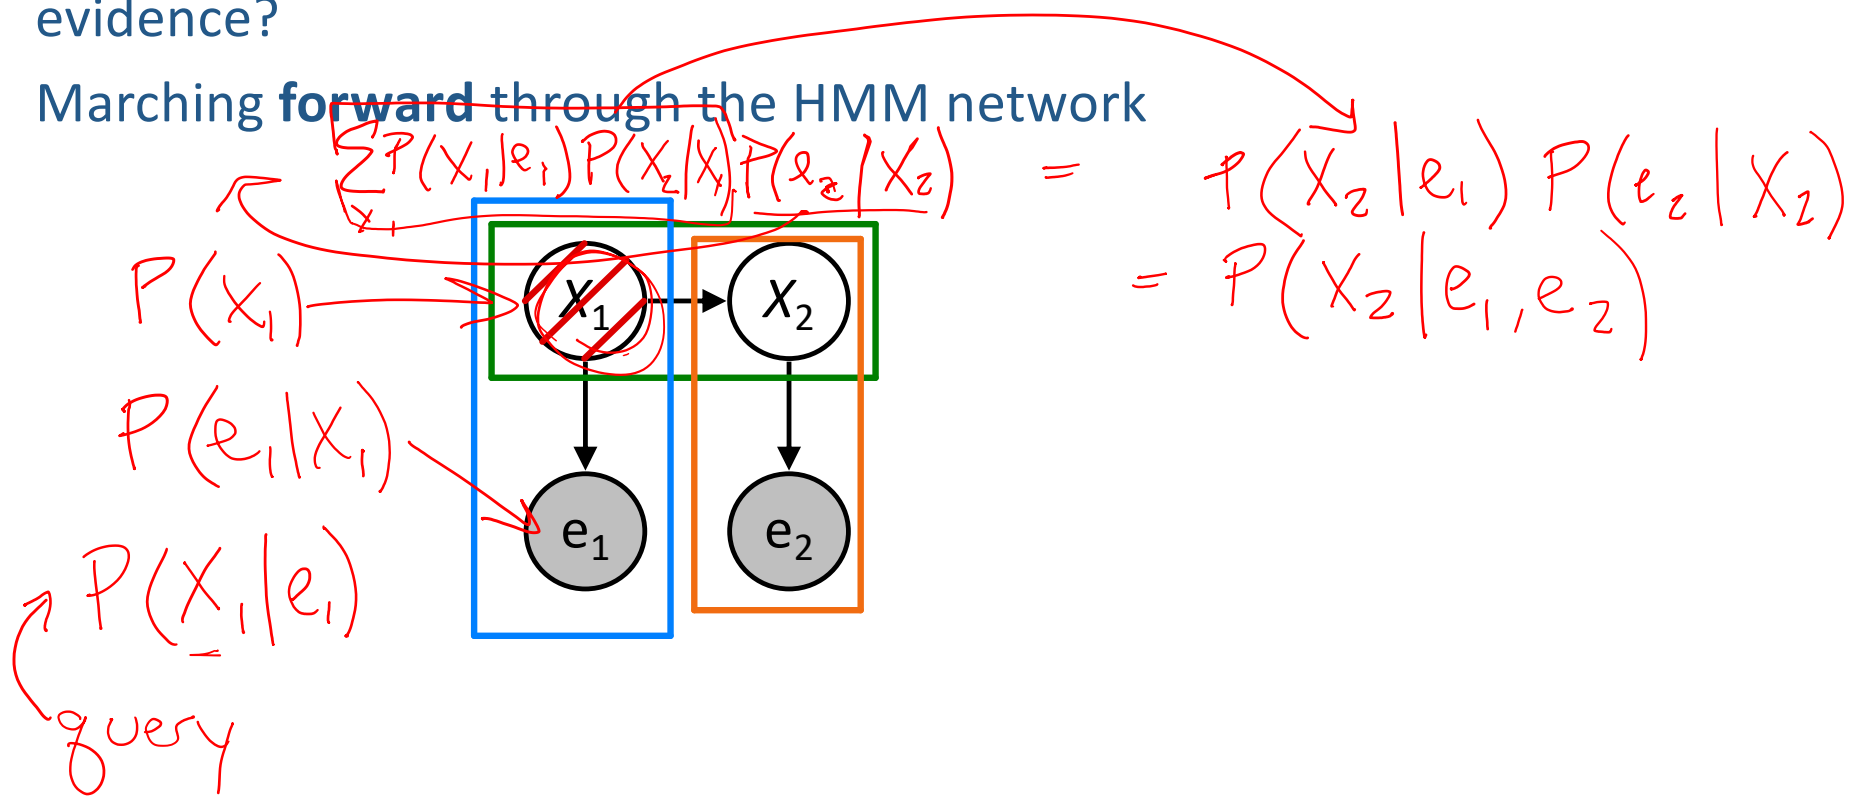 evidence?
Marching forward through the HMM network
∑ P(X₁|e₁) P(X₂|X₁) P(e₂|X₂) = P(X₂|e₁) P(e₂|X₂)
X₁
= P(X₂|e₁,e₂)
P(X₁)
X₁ X₂
P(e₁|X₁)
e₁ e₂
P(X₁|e₁)
query